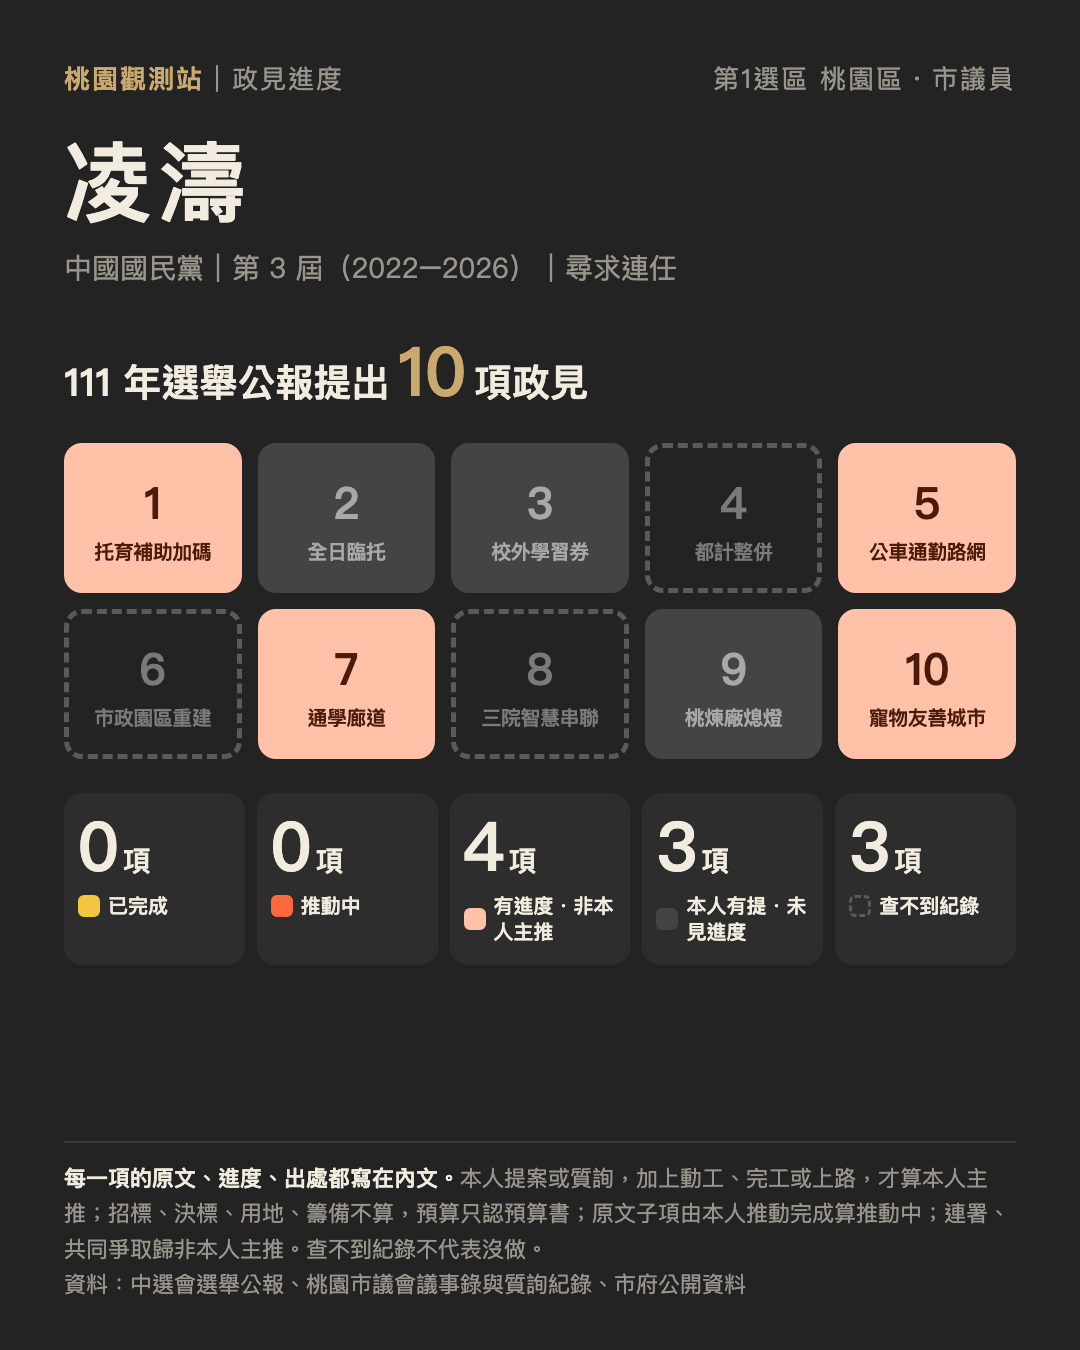 桃園觀測站｜政見進度
第1選區 桃園區・市議員
凌濤
中國國民黨｜第 3 屆（2022–2026）｜尋求連任
111 年選舉公報提出 10 項政見
1
托育補助加碼
2
全日臨托
3
校外學習券
4
都計整併
5
公車通勤路網
6
市政園區重建
7
通學廊道
8
三院智慧串聯
9
桃煉廠熄燈
10
寵物友善城市
0項
已完成
0項
推動中
4項
有進度・非本
人主推
3項
本人有提・未
見進度
3項
查不到紀錄
每一項的原文、進度、出處都寫在內文。本人提案或質詢，加上動工、完工或上路，才算本人主
推；招標、決標、用地、籌備不算，預算只認預算書；原文子項由本人推動完成算推動中；連署、
共同爭取歸非本人主推。查不到紀錄不代表沒做。
資料：中選會選舉公報、桃園市議會議事錄與質詢紀錄、市府公開資料